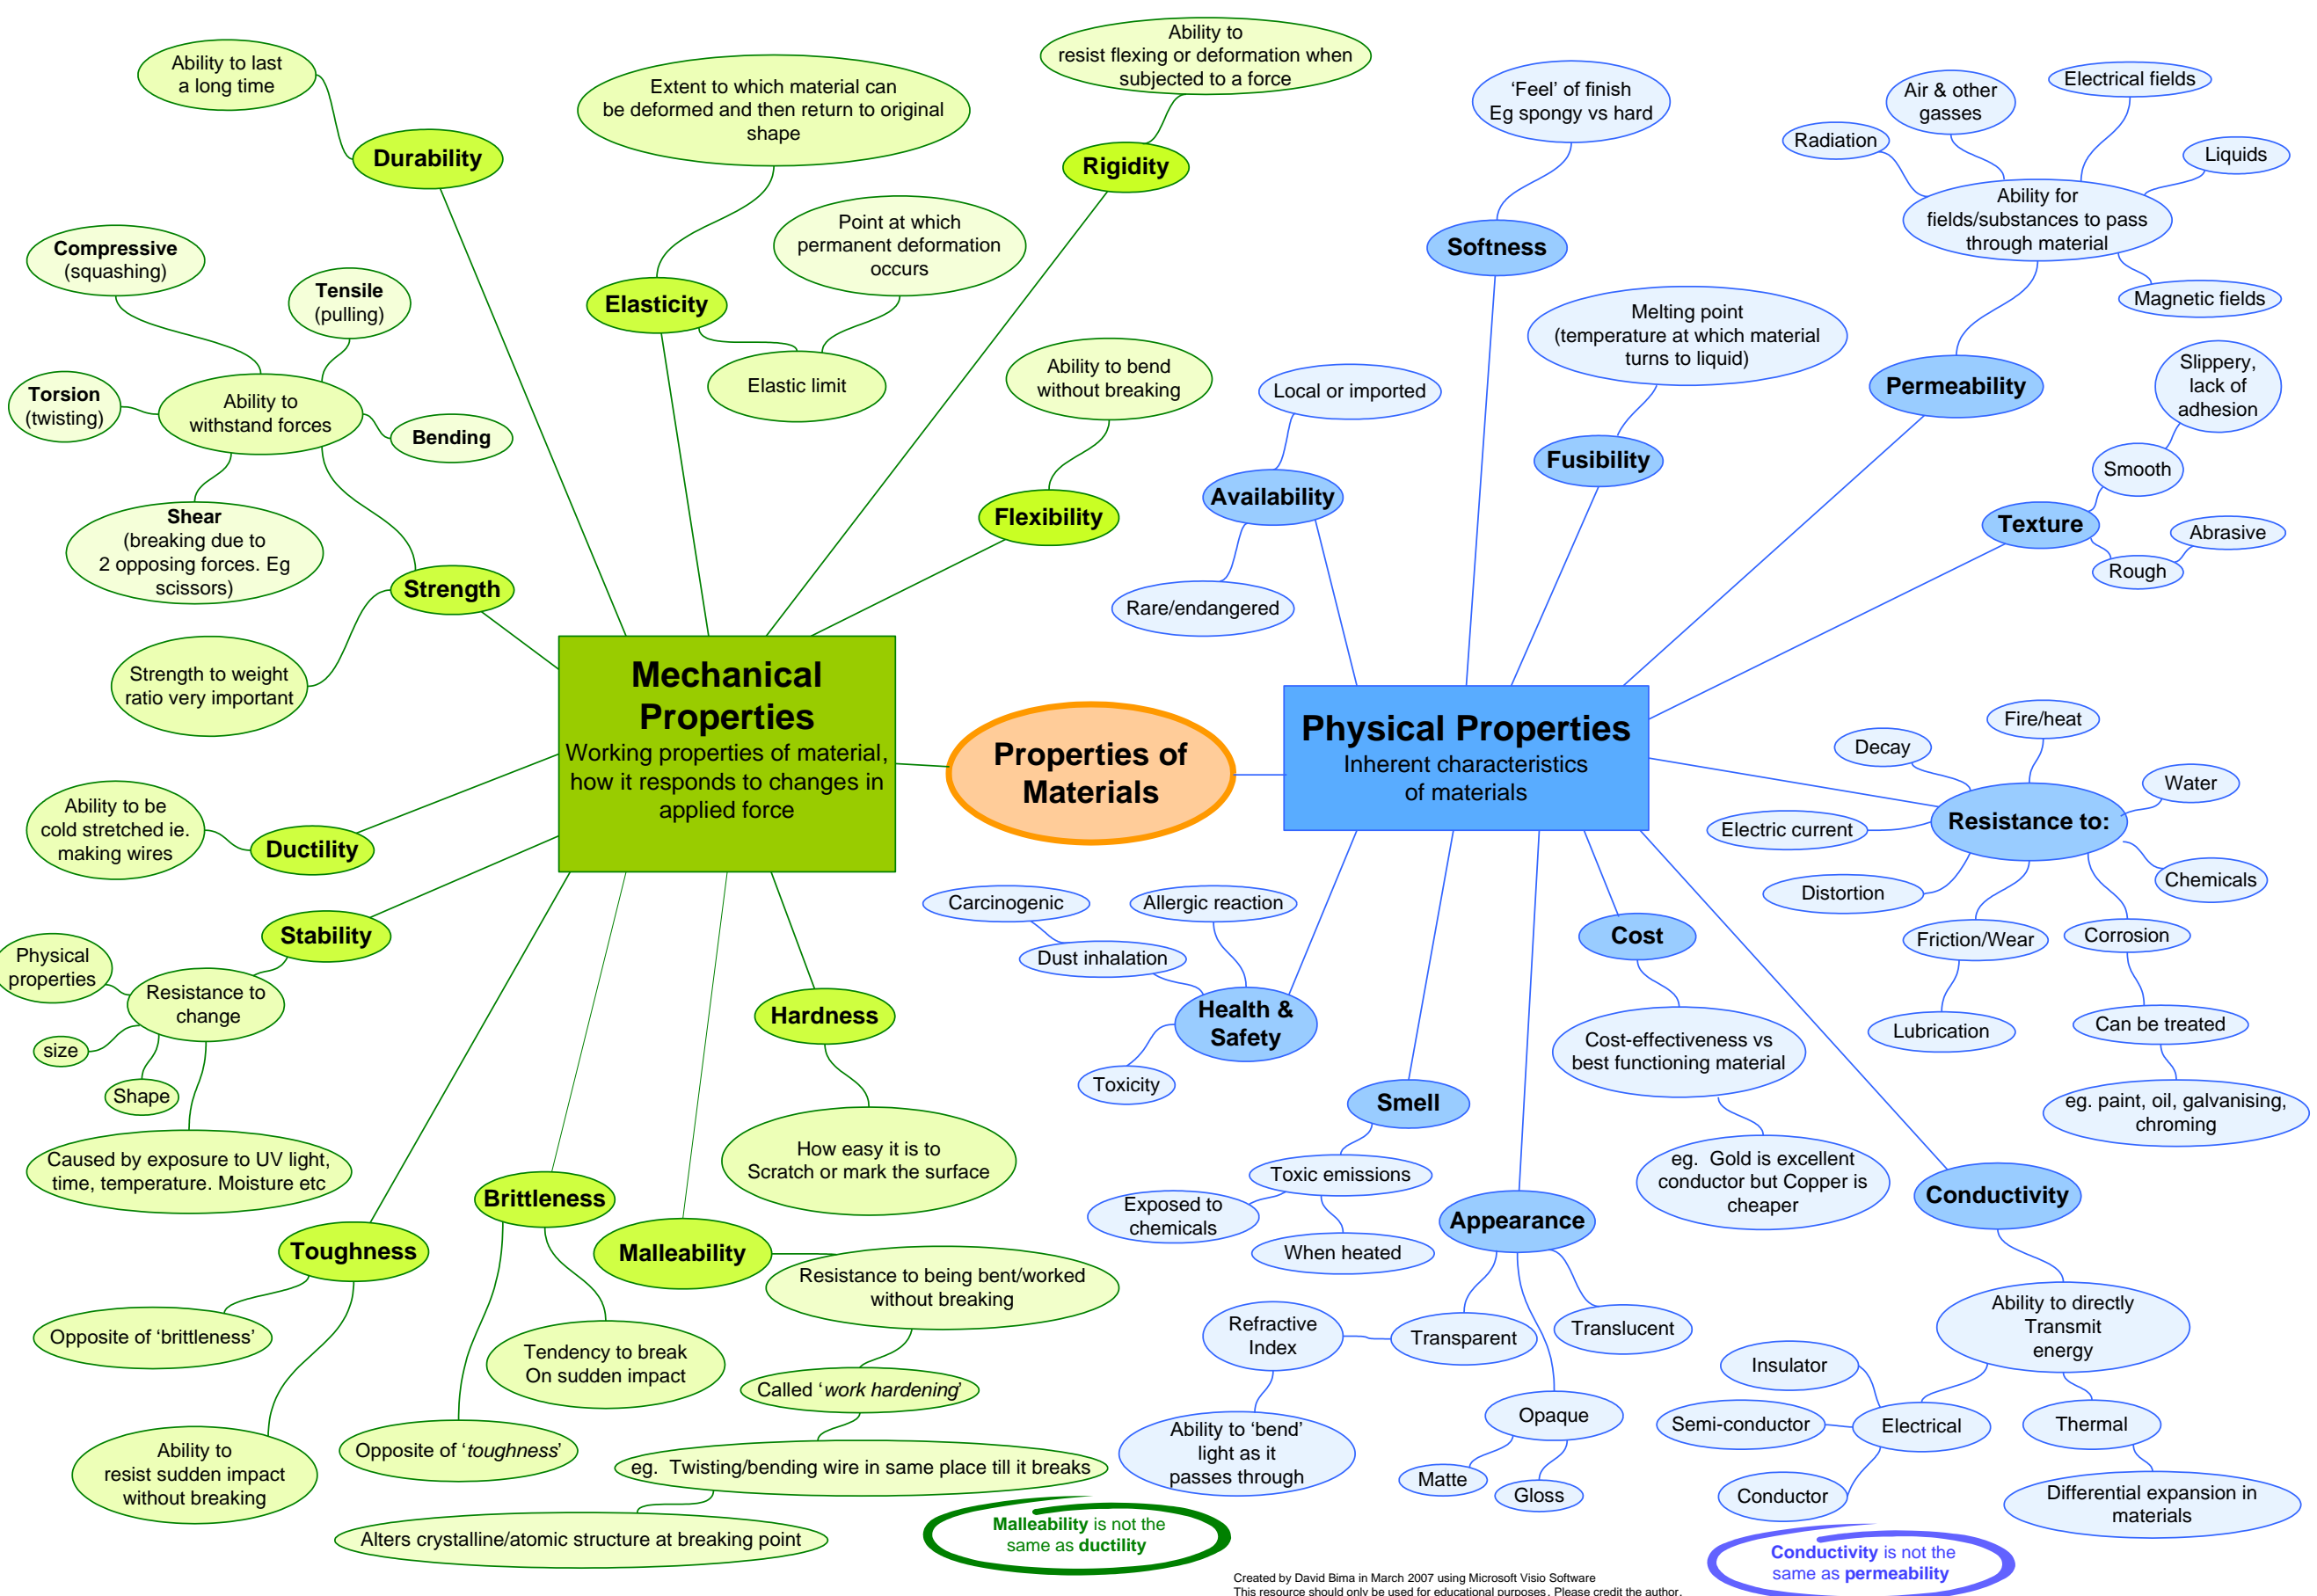 Properties of
Materials
Mechanical
Properties
Working properties of material,
how it responds to changes in
applied force
Durability
Ability to last
a long time
Elasticity
Extent to which material can
be deformed and then return to original
shape
Elastic limit
Point at which
permanent deformation
occurs
Rigidity
Ability to
resist flexing or deformation when
subjected to a force
Flexibility
Ability to bend
without breaking
Strength
Ability to
withstand forces
Compressive
(squashing)
Tensile
(pulling)
Torsion
(twisting)
Bending
Shear
(breaking due to
2 opposing forces. Eg
scissors)
Strength to weight
ratio very important
Ductility
Ability to be
cold stretched ie.
making wires
Stability
Resistance to
change
Physical
properties
size
Shape
Caused by exposure to UV light,
time, temperature. Moisture etc
Toughness
Opposite of ‘brittleness’
Ability to
resist sudden impact
without breaking
Brittleness
Tendency to break
On sudden impact
Opposite of ‘toughness’
Malleability
Resistance to being bent/worked
without breaking
Called ‘work hardening’
eg. Twisting/bending wire in same place till it breaks
Alters crystalline/atomic structure at breaking point
Hardness
How easy it is to
Scratch or mark the surface
Malleability is not the
same as ductility
Physical Properties
Inherent characteristics
of materials
Softness
‘Feel’ of finish
Eg spongy vs hard
Fusibility
Melting point
(temperature at which material
turns to liquid)
Availability
Local or imported
Rare/endangered
Permeability
Ability for
fields/substances to pass
through material
Radiation
Air & other
gasses
Electrical fields
Liquids
Magnetic fields
Texture
Smooth
Slippery,
lack of
adhesion
Rough
Abrasive
Resistance to:
Decay
Fire/heat
Water
Electric current
Chemicals
Distortion
Friction/Wear
Lubrication
Corrosion
Can be treated
eg. paint, oil, galvanising,
chroming
Health &
Safety
Carcinogenic
Dust inhalation
Allergic reaction
Toxicity
Smell
Toxic emissions
Exposed to
chemicals
When heated
Appearance
Transparent
Refractive
Index
Ability to ‘bend’
light as it
passes through
Translucent
Opaque
Matte
Gloss
Cost
Cost-effectiveness vs
best functioning material
eg. Gold is excellent
conductor but Copper is
cheaper
Conductivity
Ability to directly
Transmit
energy
Electrical
Insulator
Semi-conductor
Conductor
Thermal
Differential expansion in
materials
Conductivity is not the
same as permeability
Created by David Bima in March 2007 using Microsoft Visio Software
This resource should only be used for educational purposes. Please credit the author.